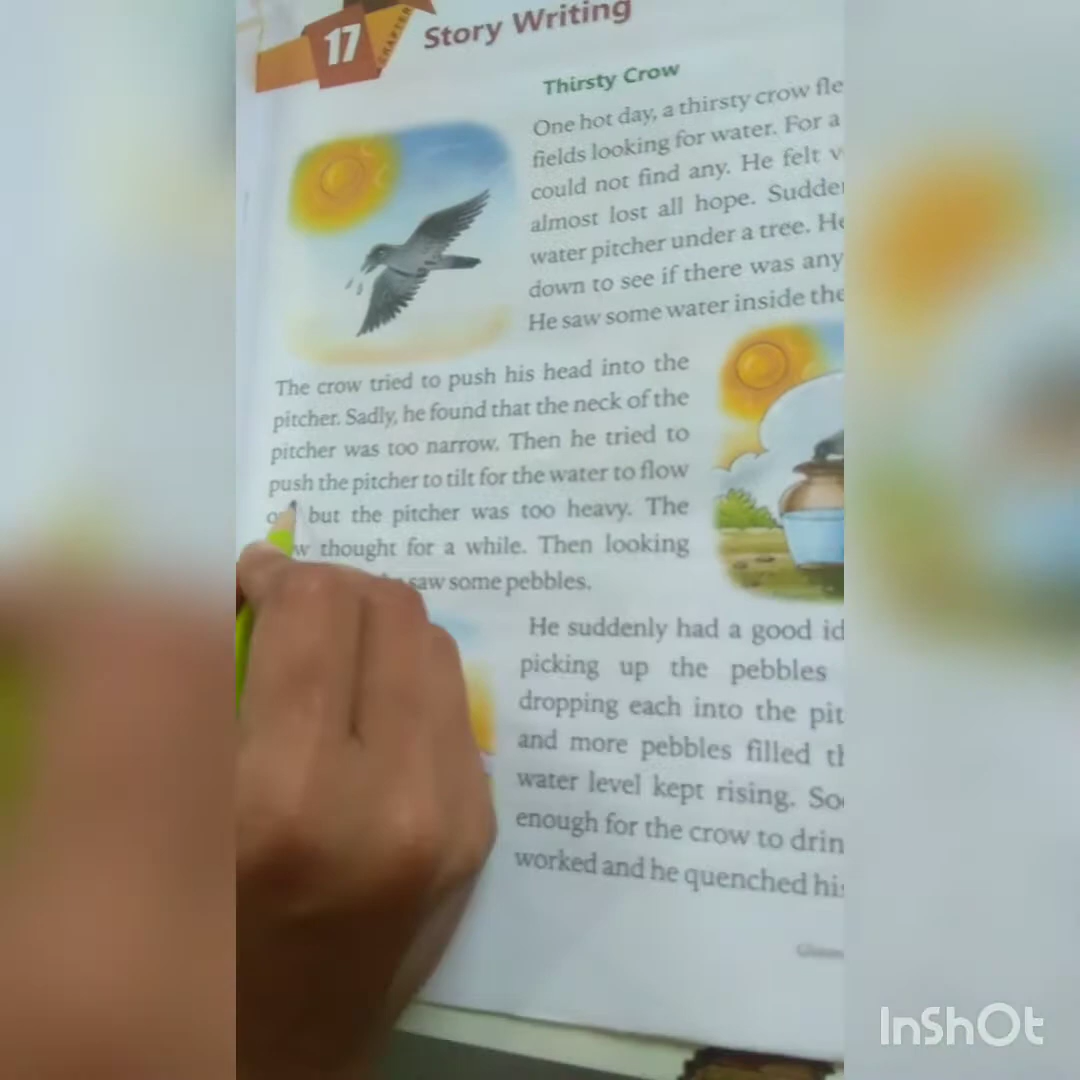 17
CHAPTER
Story Writing
Thirsty Crow
One hot day, a thirsty crow fle
fields looking for water. For a
could not find any. He felt v
almost lost all hope. Sudde
water pitcher under a tree. He
down to see if there was any
He saw some water inside the
The crow tried to push his head into the
pitcher. Sadly, he found that the neck of the
pitcher was too narrow. Then he tried to
push the pitcher to tilt for the water to flow
but the pitcher was too heavy. The
w thought for a while. Then looking
saw some pebbles.
He suddenly had a good id
picking up the pebbles
dropping each into the pit
and more pebbles filled th
water level kept rising. So
enough for the crow to drin
worked and he quenched his
InShOt